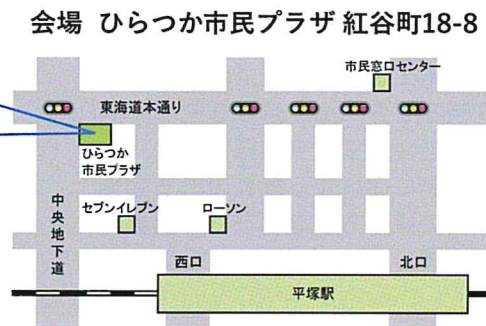 会場 ひらつか市民プラザ 紅谷町18-8
市民窓口センター
東海道本通り
ひらつか
市民プラザ
中央地下道
セブンイレブン
ローソン
西口
北口
平塚駅